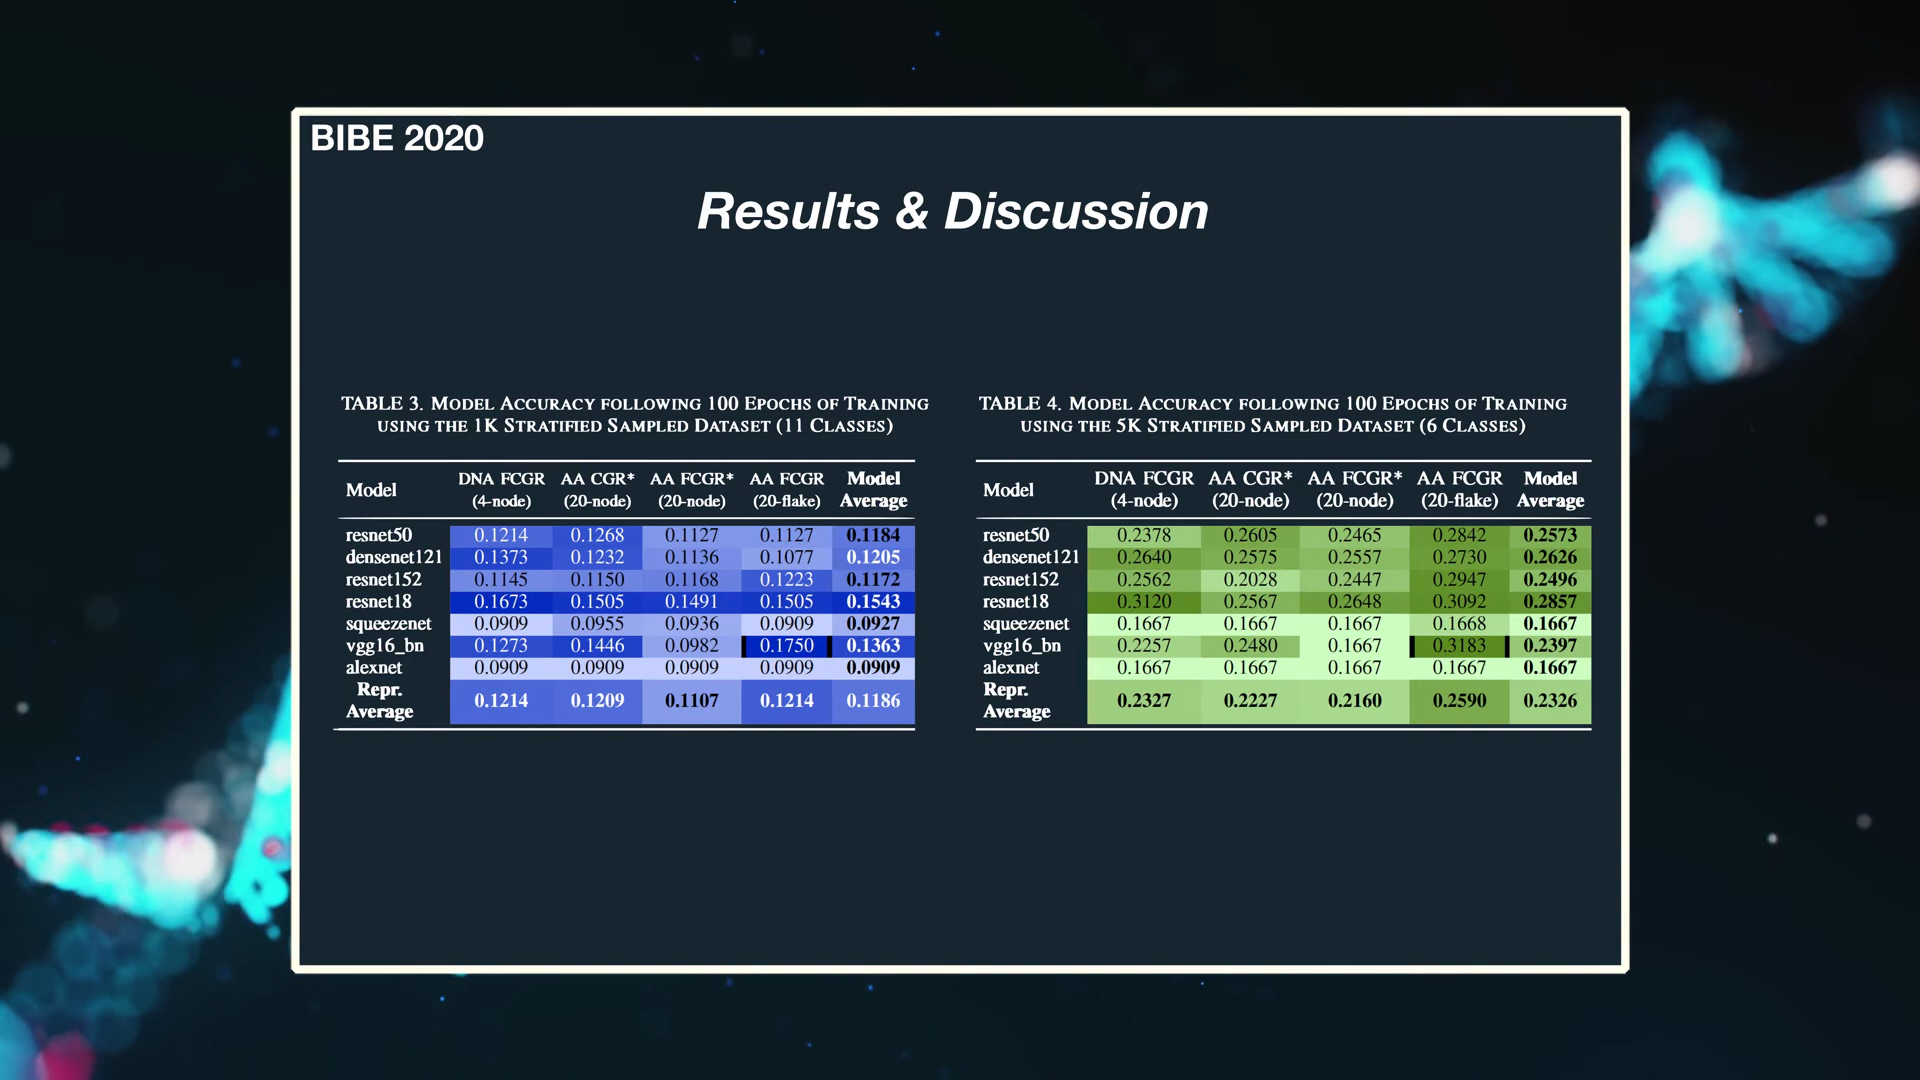 BIBE 2020
Results & Discussion
TABLE 3. MODEL ACCURACY FOLLOWING 100 EPOCHS OF TRAINING
USING THE 1K STRATIFIED SAMPLED DATASET (11 CLASSES)
Model DNA FCGR (4-node) AA CGR* (20-node) AA FCGR* (20-node) AA FCGR (20-flake) Model Average
resnet50 0.1214 0.1268 0.1127 0.1127 0.1184
densenet121 0.1373 0.1232 0.1136 0.1077 0.1205
resnet152 0.1145 0.1150 0.1168 0.1223 0.1172
resnet18 0.1673 0.1505 0.1491 0.1505 0.1543
squeezenet 0.0909 0.0955 0.0936 0.0909 0.0927
vgg16_bn 0.1273 0.1446 0.0982 0.1750 0.1363
alexnet 0.0909 0.0909 0.0909 0.0909 0.0909
Repr. Average 0.1214 0.1209 0.1107 0.1214 0.1186
TABLE 4. MODEL ACCURACY FOLLOWING 100 EPOCHS OF TRAINING
USING THE 5K STRATIFIED SAMPLED DATASET (6 CLASSES)
Model DNA FCGR (4-node) AA CGR* (20-node) AA FCGR* (20-node) AA FCGR (20-flake) Model Average
resnet50 0.2378 0.2605 0.2465 0.2842 0.2573
densenet121 0.2640 0.2575 0.2557 0.2730 0.2626
resnet152 0.2562 0.2028 0.2447 0.2947 0.2496
resnet18 0.3120 0.2567 0.2648 0.3092 0.2857
squeezenet 0.1667 0.1667 0.1667 0.1668 0.1667
vgg16_bn 0.2257 0.2480 0.1667 0.3183 0.2397
alexnet 0.1667 0.1667 0.1667 0.1667 0.1667
Repr. Average 0.2327 0.2227 0.2160 0.2590 0.2326